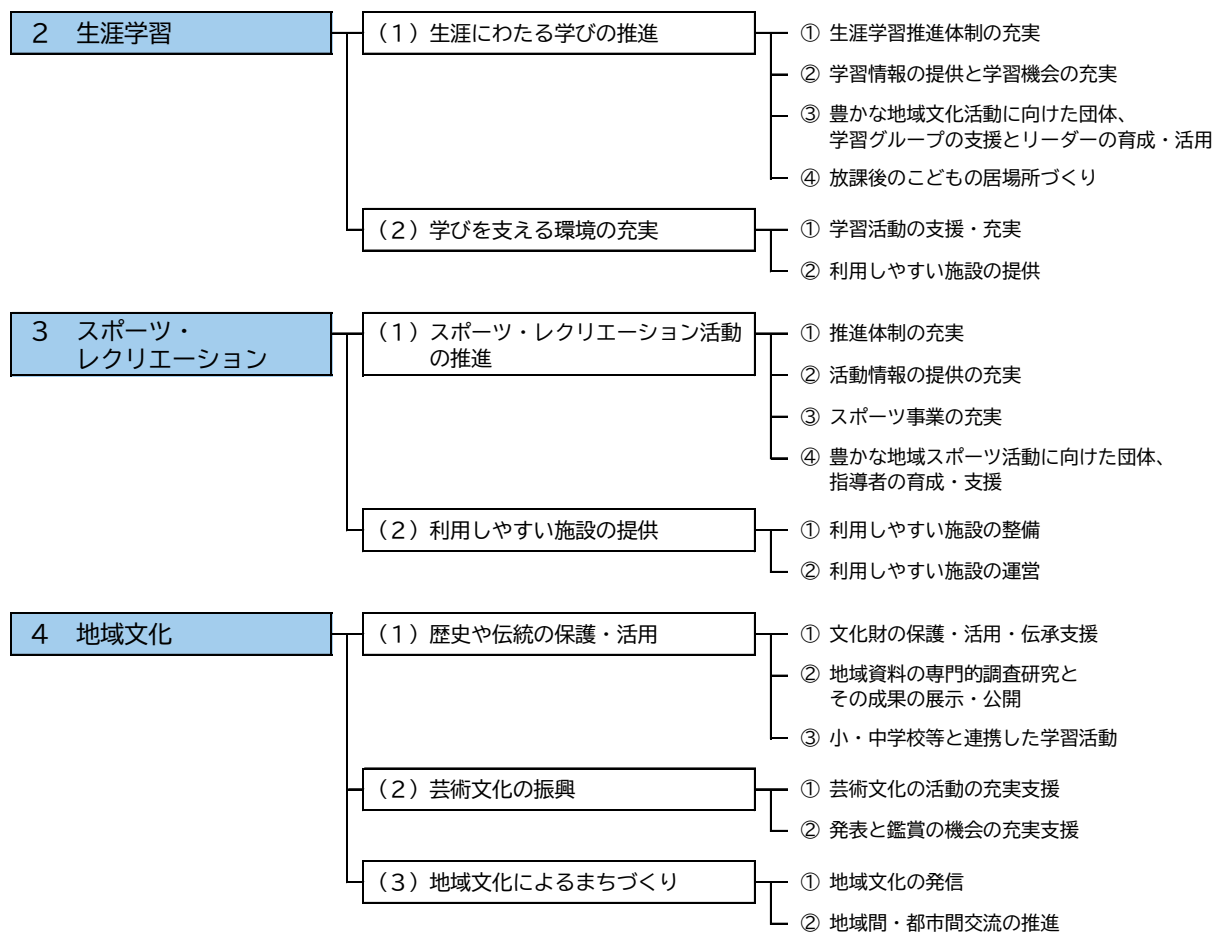 2 生涯学習
(1)生涯にわたる学びの推進
① 生涯学習推進体制の充実
② 学習情報の提供と学習機会の充実
③ 豊かな地域文化活動に向けた団体、
学習グループの支援とリーダーの育成・活用
④ 放課後のこどもの居場所づくり
(2)学びを支える環境の充実
① 学習活動の支援・充実
② 利用しやすい施設の提供
3 スポーツ・
レクリエーション
(1)スポーツ・レクリエーション活動
の推進
① 推進体制の充実
② 活動情報の提供の充実
③ スポーツ事業の充実
④ 豊かな地域スポーツ活動に向けた団体、
指導者の育成・支援
(2)利用しやすい施設の提供
① 利用しやすい施設の整備
② 利用しやすい施設の運営
4 地域文化
(1)歴史や伝統の保護・活用
① 文化財の保護・活用・伝承支援
② 地域資料の専門的調査研究と
その成果の展示・公開
③ 小・中学校等と連携した学習活動
(2)芸術文化の振興
① 芸術文化の活動の充実支援
② 発表と鑑賞の機会の充実支援
(3)地域文化によるまちづくり
① 地域文化の発信
② 地域間・都市間交流の推進